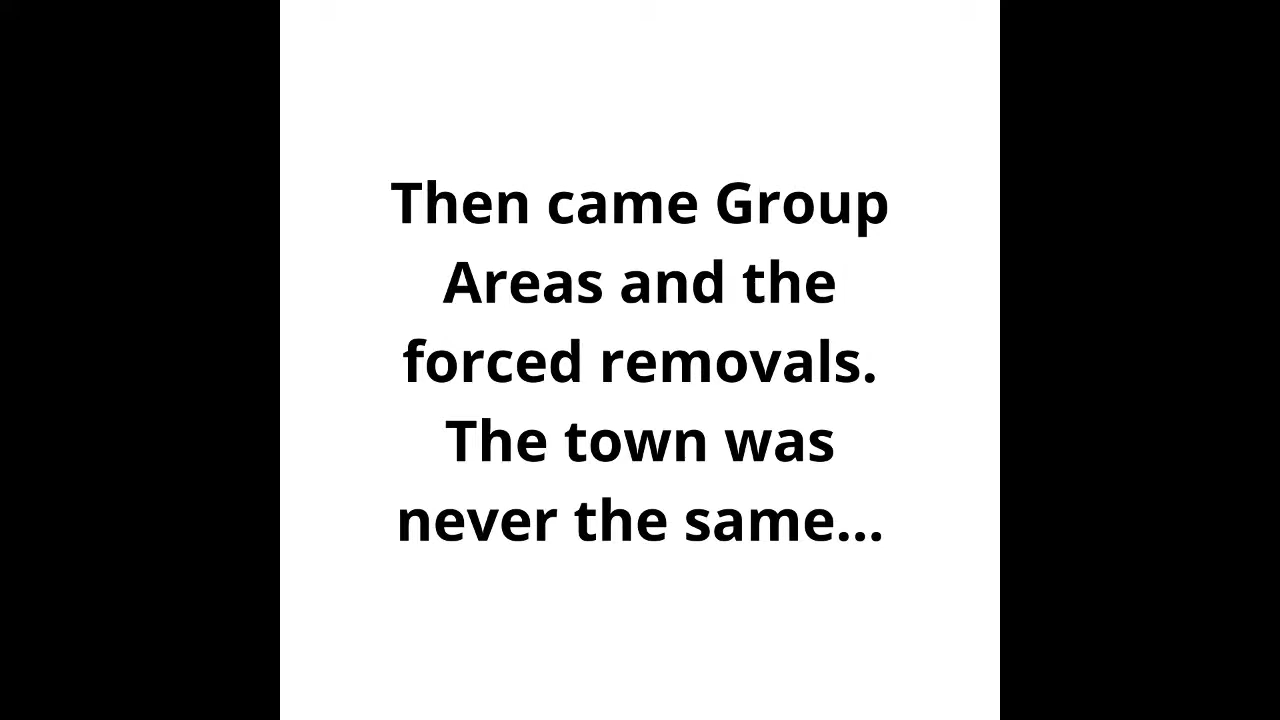 Then came Group
Areas and the
forced removals.
The town was
never the same...